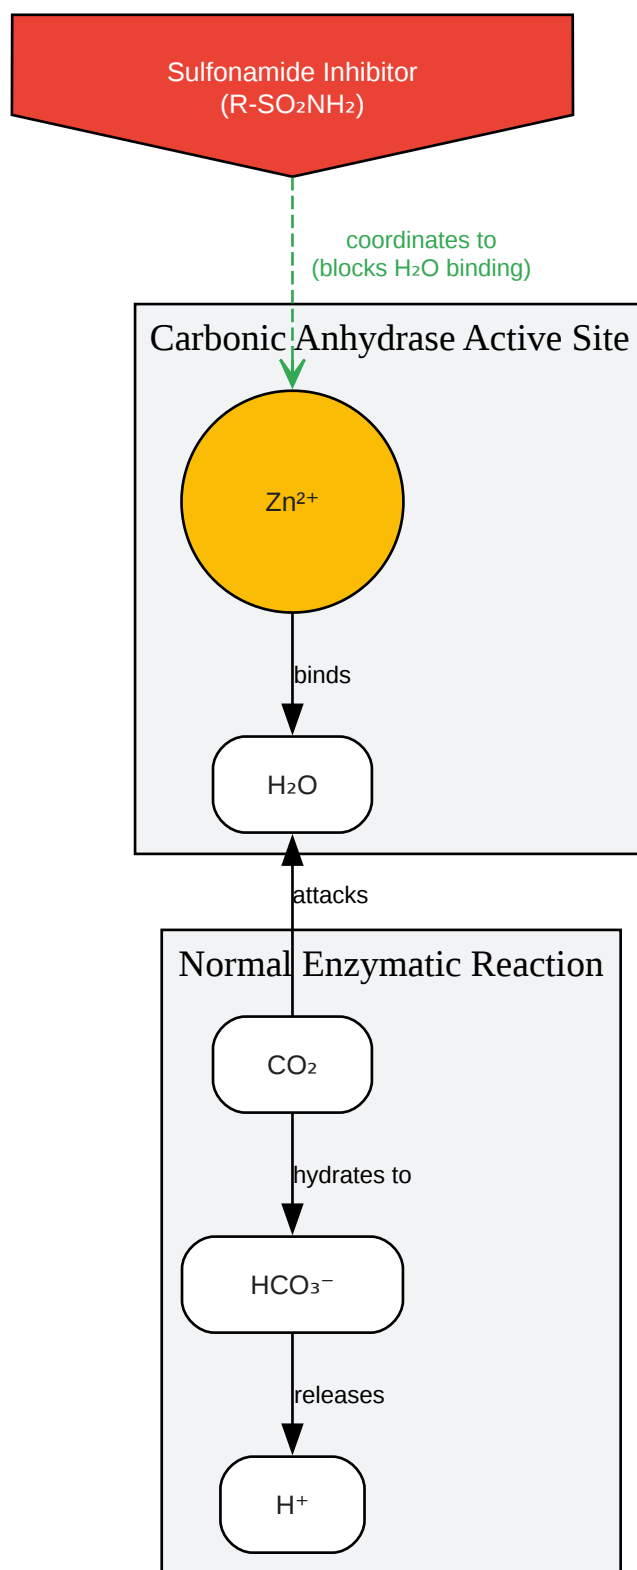 Sulfonamide Inhibitor
(R-SO₂NH₂)
coordinates to
(blocks H₂O binding)
Carbonic Anhydrase Active Site
Zn²⁺
binds
H₂O
attacks
Normal Enzymatic Reaction
CO₂
hydrates to
HCO₃⁻
releases
H⁺